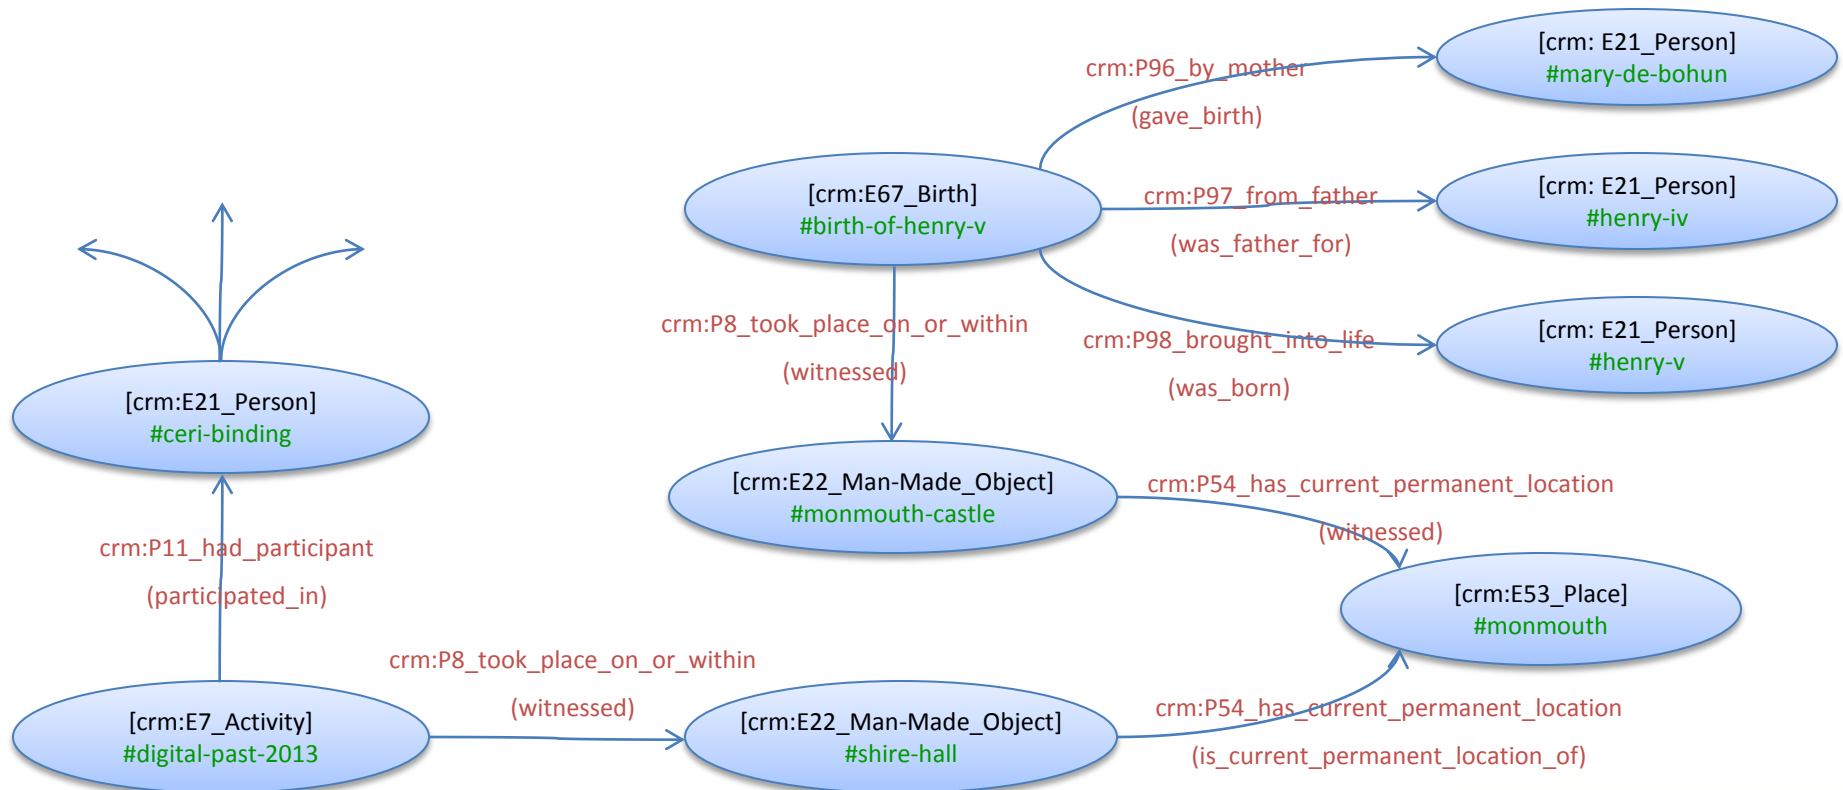 [crm: E21_Person]
#mary-de-bohun
crm:P96_by_mother
(gave_birth)
[crm:E67_Birth]
#birth-of-henry-v
crm:P97_from_father
(was_father_for)
[crm: E21_Person]
#henry-iv
crm:P8_took_place_on_or_within
(witnessed)
crm:P98_brought_into_life
(was_born)
[crm: E21_Person]
#henry-v
[crm:E21_Person]
#ceri-binding
[crm:E22_Man-Made_Object]
#monmouth-castle
crm:P54_has_current_permanent_location
(witnessed)
crm:P11_had_participant
(participated_in)
[crm:E53_Place]
#monmouth
crm:P8_took_place_on_or_within
(witnessed)
[crm:E7_Activity]
#digital-past-2013
[crm:E22_Man-Made_Object]
#shire-hall
crm:P54_has_current_permanent_location
(is_current_permanent_location_of)